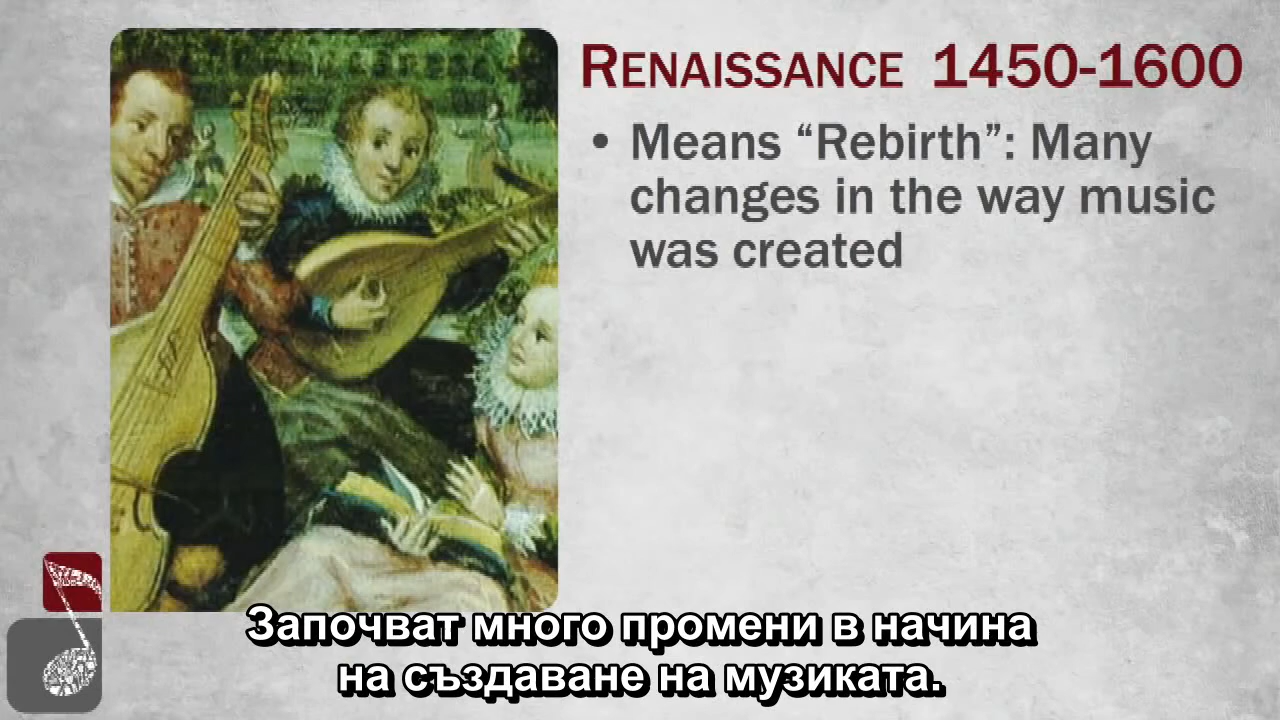 RENAISSANCE 1450-1600
• Means “Rebirth”: Many
changes in the way music
was created
Започват много промени в начина
на създаване на музиката.